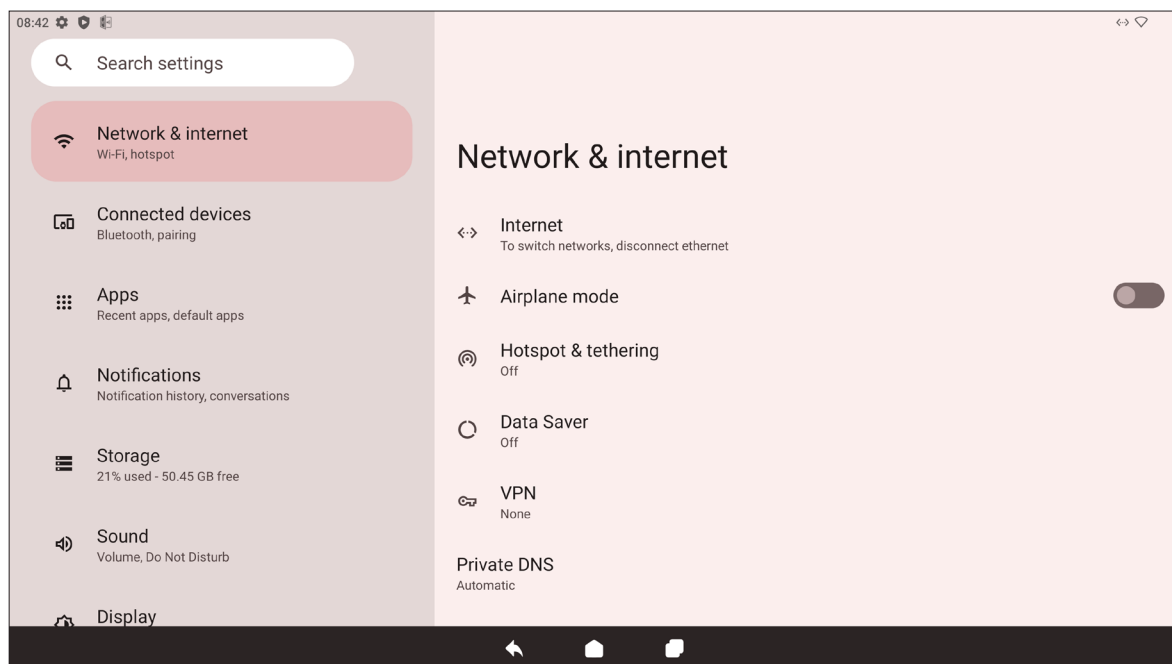 08:42
Search settings
Network & internet
Wi-Fi, hotspot
Connected devices
Bluetooth, pairing
Apps
Recent apps, default apps
Notifications
Notification history, conversations
Storage
21% used - 50.45 GB free
Sound
Volume, Do Not Disturb
Display
Network & internet
Internet
To switch networks, disconnect ethernet
Airplane mode
Hotspot & tethering
Off
Data Saver
Off
VPN
None
Private DNS
Automatic